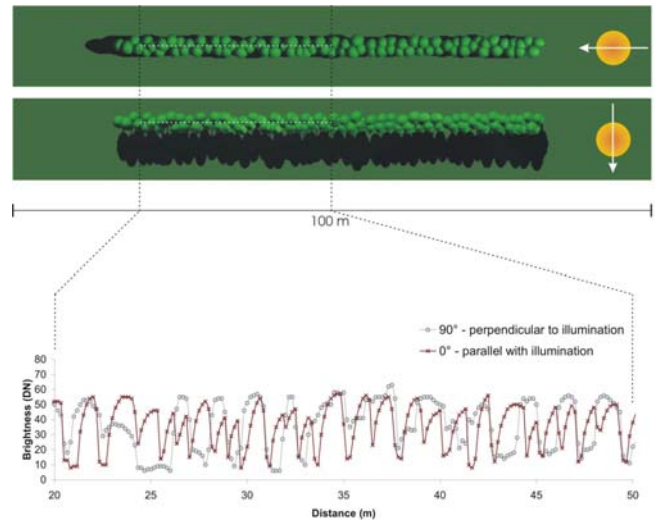 100 m
90° - perpendicular to illumination
0° - parallel with illumination
Brightness (DN)
80
70
60
50
40
30
20
10
0
20 25 30 35 40 45 50
Distance (m)